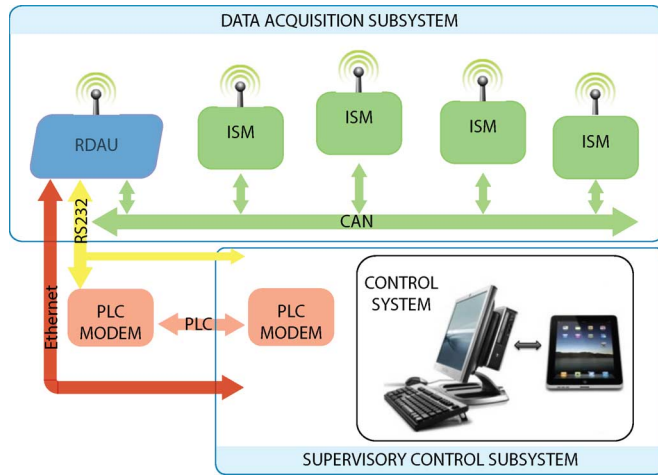 DATA ACQUISITION SUBSYSTEM
RDAU
ISM
ISM
ISM
ISM
CAN
RS232
Ethernet
PLC
MODEM
PLC
PLC
MODEM
CONTROL
SYSTEM
SUPERVISORY CONTROL SUBSYSTEM